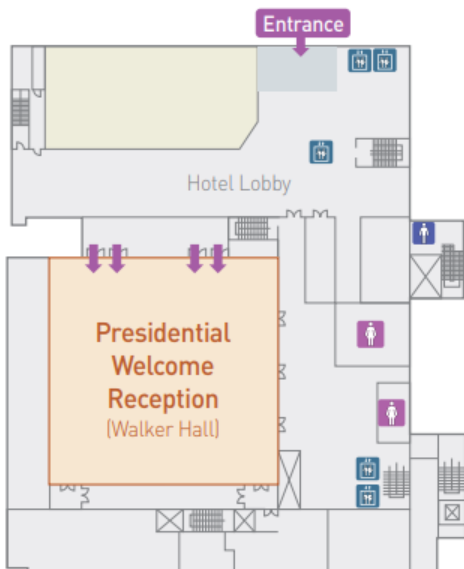 Entrance
Hotel Lobby
Presidential
Welcome
Reception
(Walker Hall)